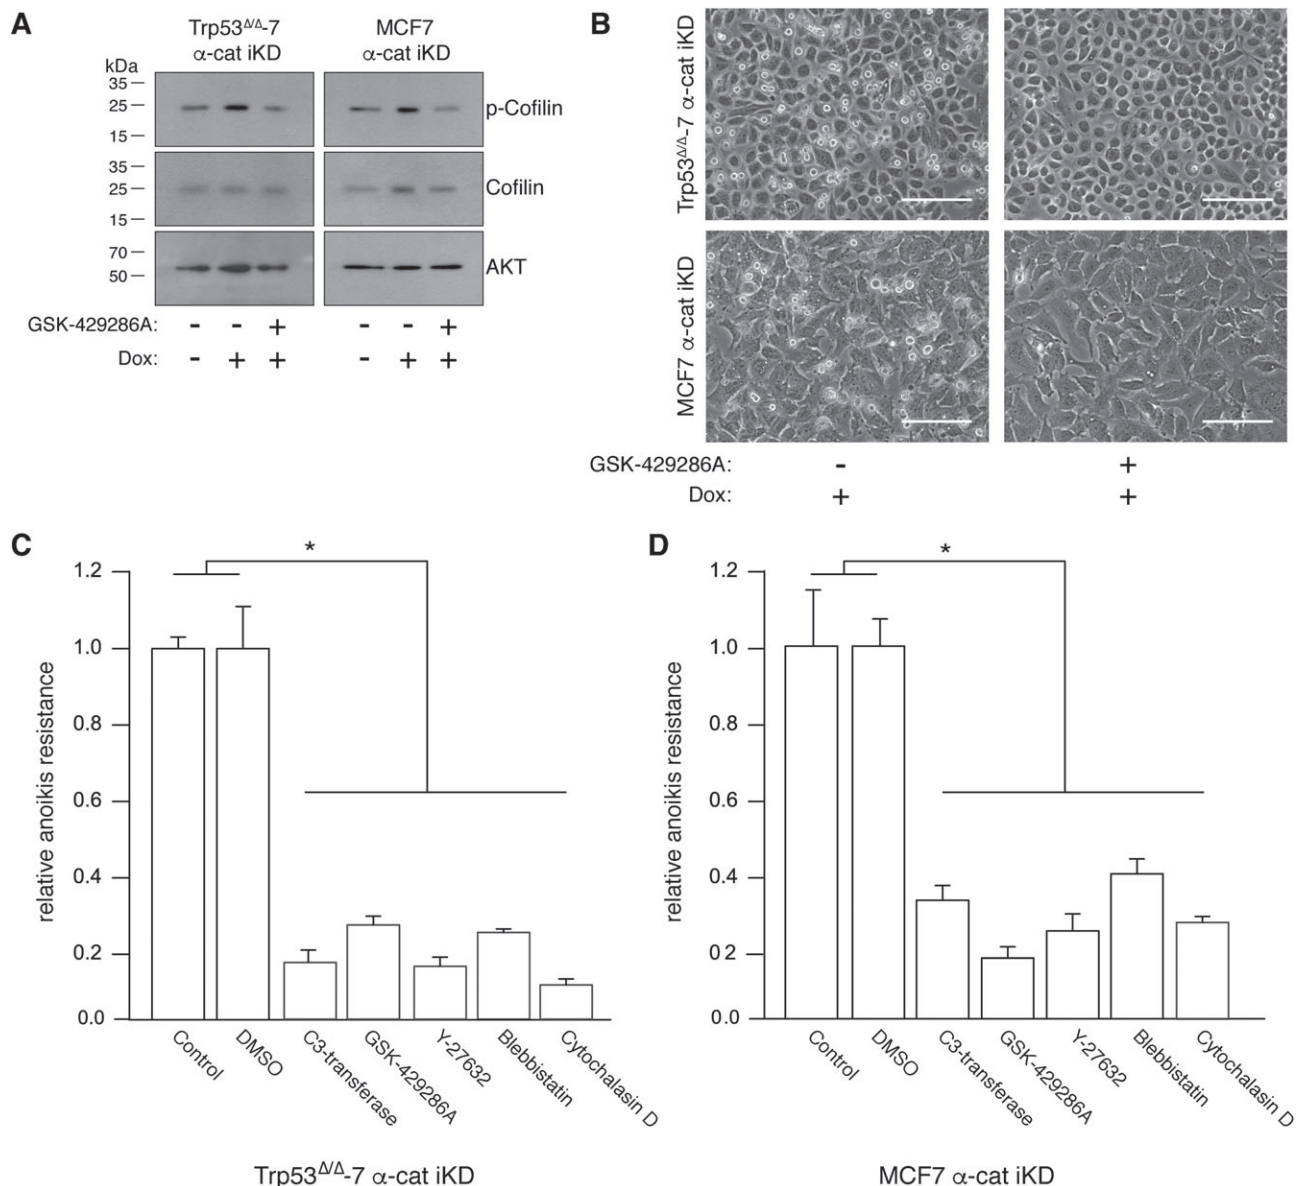 A
Trp53Δ/Δ-7
α-cat iKD
MCF7
α-cat iKD
kDa
35
25
15
p-Cofilin
35
25
15
Cofilin
70
50
AKT
GSK-429286A: - - + - - +
Dox: - + + - + +
B
Trp53Δ/Δ-7 α-cat iKD
MCF7 α-cat iKD
GSK-429286A: - +
Dox: + +
C
*
1.2
1.0
0.8
0.6
0.4
0.2
0.0
relative anoikis resistance
Control
DMSO
C3-transferase
GSK-429286A
Y-27632
Blebbistatin
Cytochalasin D
Trp53Δ/Δ-7 α-cat iKD
D
*
1.2
1.0
0.8
0.6
0.4
0.2
0.0
relative anoikis resistance
Control
DMSO
C3-transferase
GSK-429286A
Y-27632
Blebbistatin
Cytochalasin D
MCF7 α-cat iKD